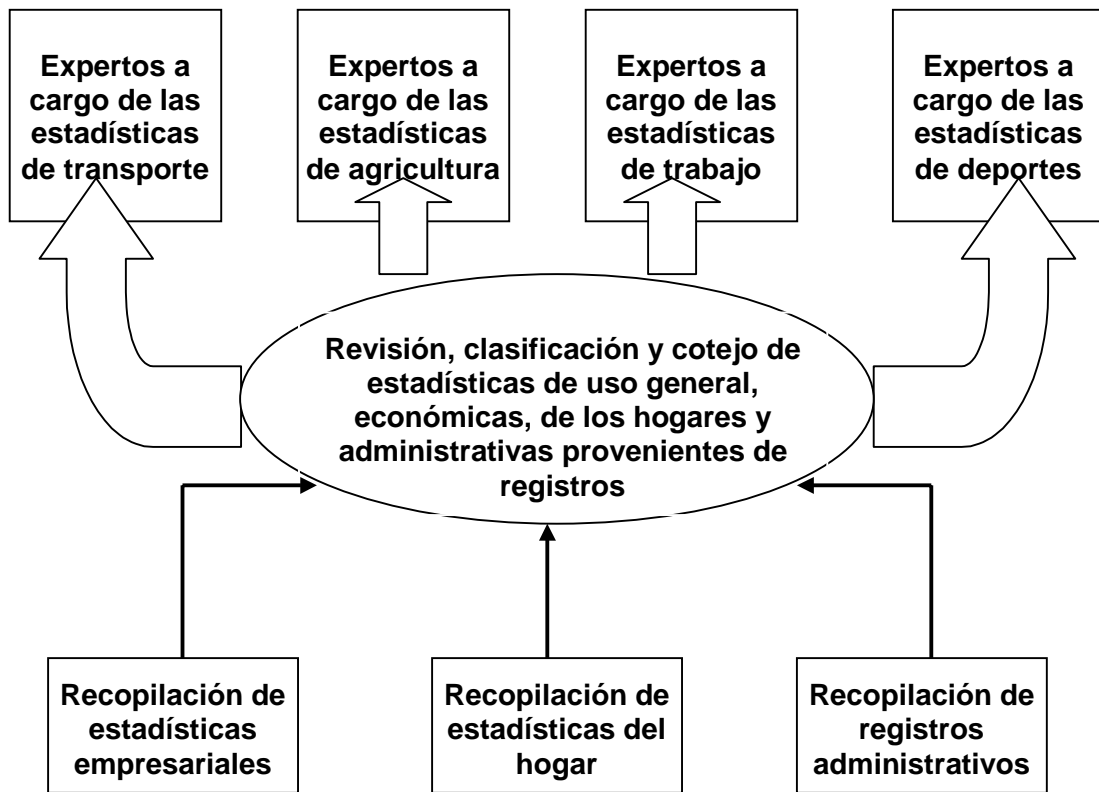 Expertos a
cargo de las
estadísticas
de transporte
Expertos a
cargo de las
estadísticas
de agricultura
Expertos a
cargo de las
estadísticas
de trabajo
Expertos a
cargo de las
estadísticas
de deportes
Revisión, clasificación y cotejo de
estadísticas de uso general,
económicas, de los hogares y
administrativas provenientes de
registros
Recopilación de
estadísticas
empresariales
Recopilación de
estadísticas del
hogar
Recopilación de
registros
administrativos